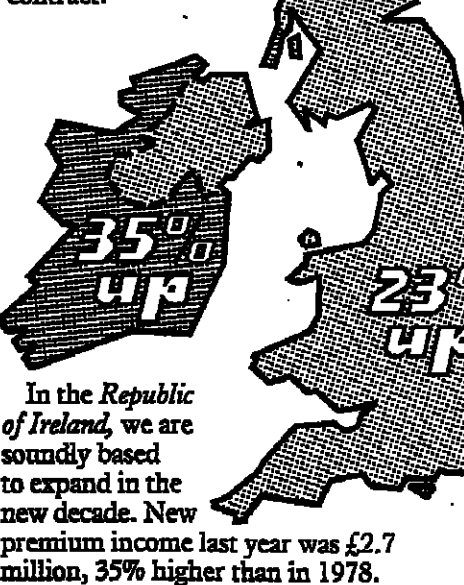 contract.
35%
up
23%
up
In the Republic
of Ireland, we are
soundly based
to expand in the
new decade. New
premium income last year was £2.7
million, 35% higher than in 1978.